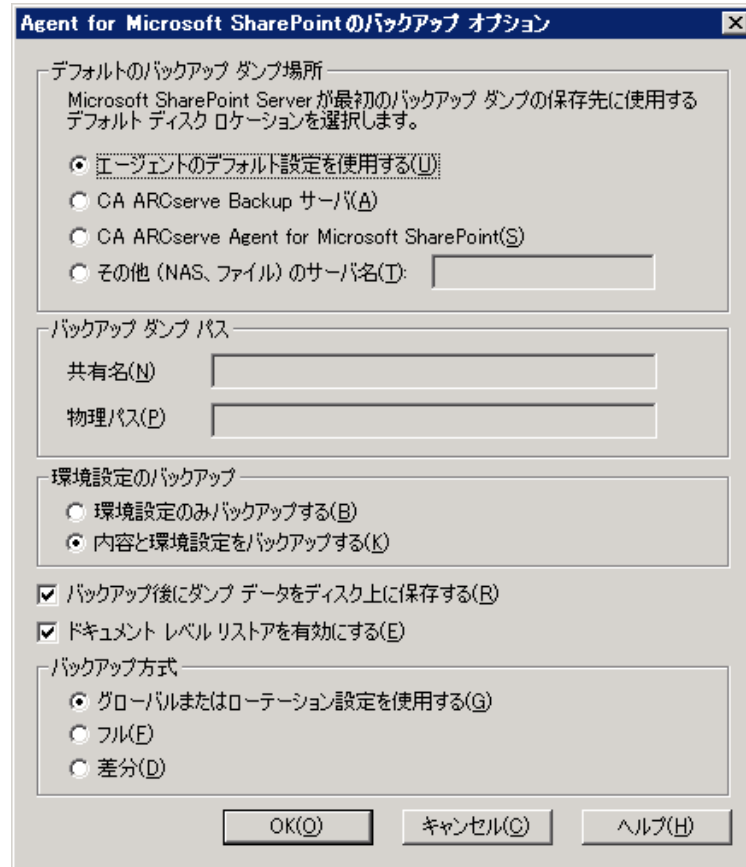 Agent for Microsoft SharePointのバックアップ オプション
デフォルトのバックアップ ダンプ場所
Microsoft SharePoint Serverが最初のバックアップ ダンプの保存先に使用する
デフォルト ディスク ロケーションを選択します。
エージェントのデフォルト設定を使用する(U)
CA ARCserve Backup サーバ(A)
CA ARCserve Agent for Microsoft SharePoint(S)
その他 (NAS、ファイル) のサーバ名(T):
バックアップ ダンプ パス
共有名(N)
物理パス(P)
環境設定のバックアップ
環境設定のみバックアップする(B)
内容と環境設定をバックアップする(K)
バックアップ後にダンプ データをディスク上に保存する(R)
ドキュメント レベル リストアを有効にする(E)
バックアップ方式
グローバルまたはローテーション設定を使用する(G)
フル(F)
差分(D)
OK(O) キャンセル(C) ヘルプ(H)